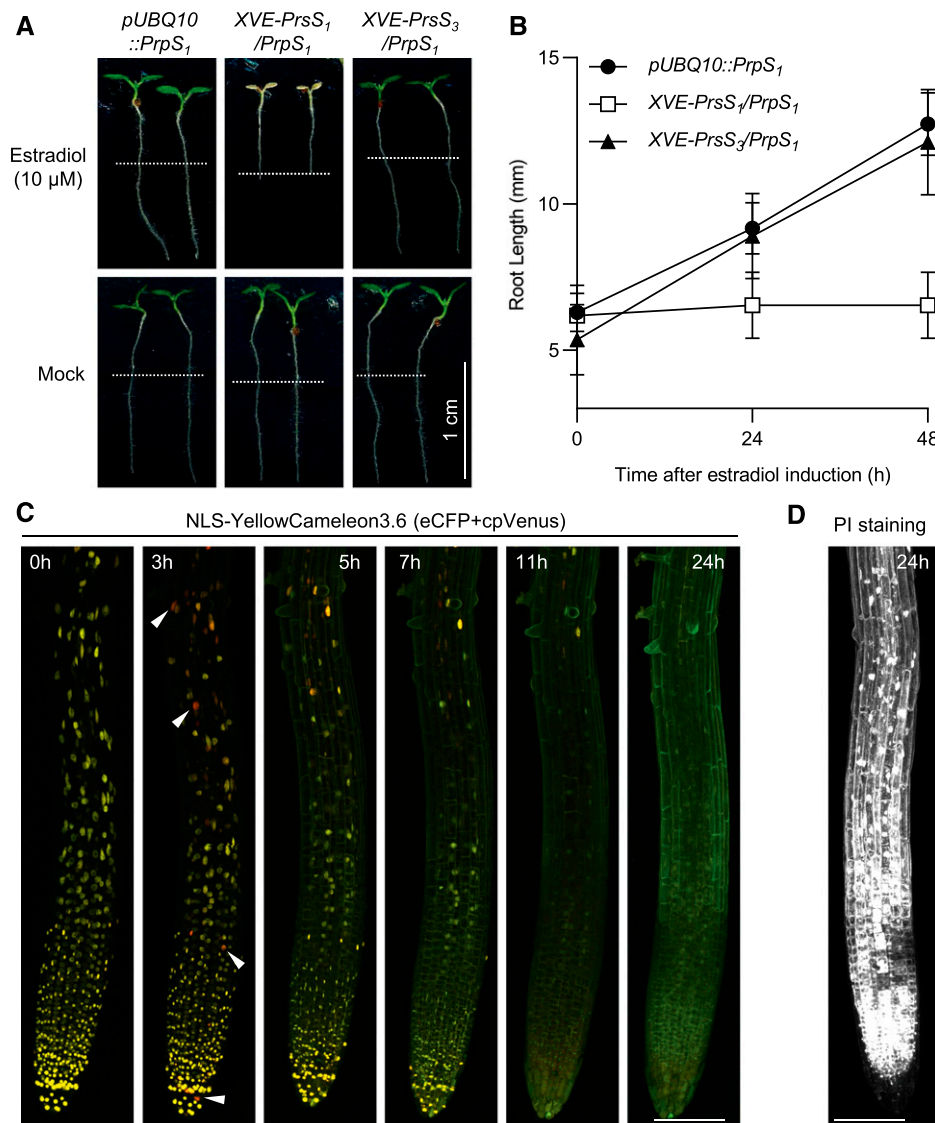 A
pUBQ10
::PrpS1
XVE-PrsS1
/PrpS1
XVE-PrsS3
/PrpS1
Estradiol
(10 µM)
Mock
1 cm
B
15
10
5
Root Length (mm)
pUBQ10::PrpS1
XVE-PrsS1/PrpS1
XVE-PrsS3/PrpS1
0
24
48
Time after estradiol induction (h)
C
NLS-YellowCameleon3.6 (eCFP+cpVenus)
0h
3h
5h
7h
11h
24h
D
PI staining
24h